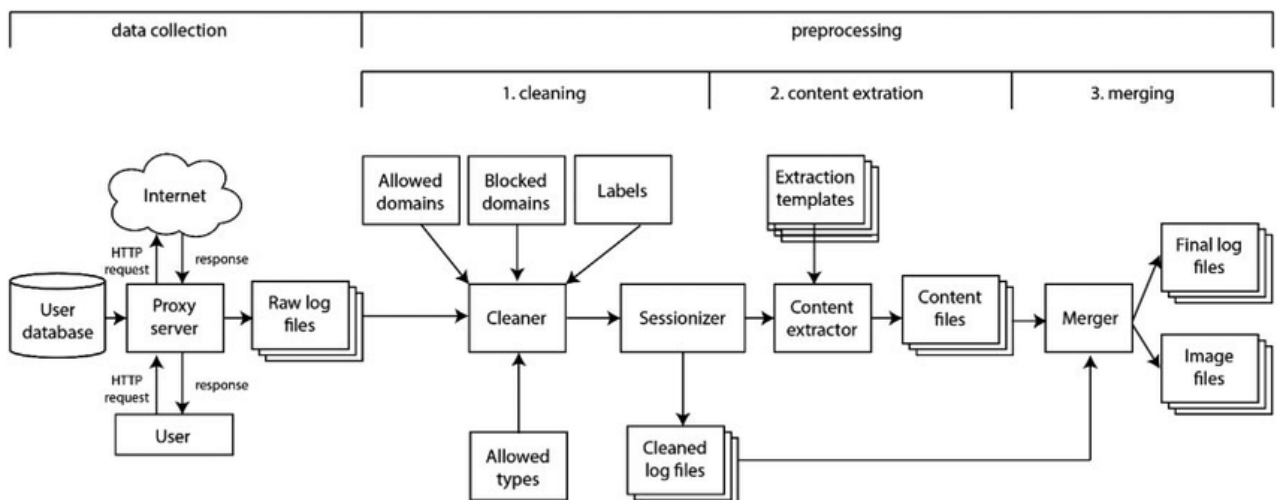 data collection
preprocessing
1. cleaning
2. content extration
3. merging
Internet
HTTP
request
response
User
database
Proxy
server
Raw log
files
HTTP
request
response
User
Allowed
domains
Blocked
domains
Labels
Cleaner
Allowed
types
Sessionizer
Cleaned
log files
Extraction
templates
Content
extractor
Content
files
Merger
Final log
files
Image
files